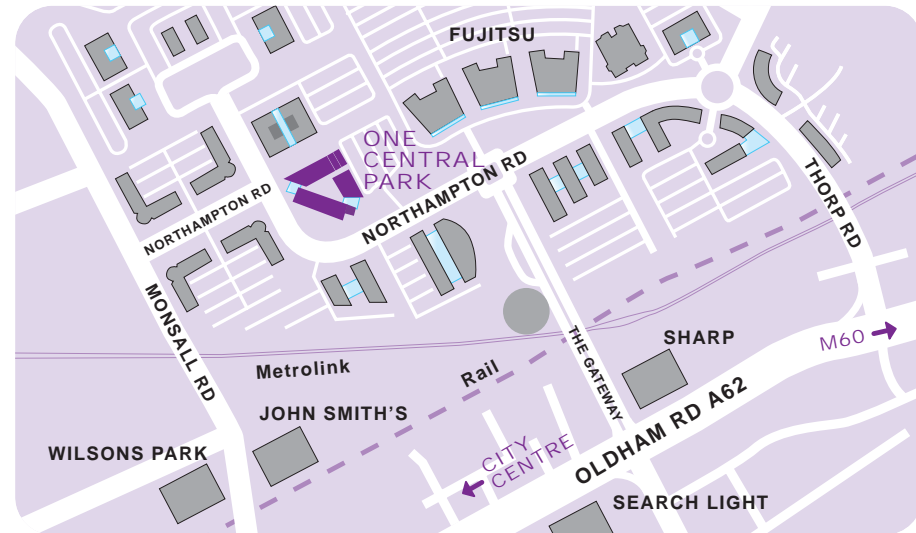 FUJITSU
ONE
CENTRAL
PARK
NORTHAMPTON RD
NORTHAMPTON RD
THORP RD
MONSALL RD
THE GATEWAY
SHARP
M60
Metrolink
Rail
JOHN SMITH'S
OLDHAM RD A62
WILSONS PARK
CITY
CENTRE
SEARCH LIGHT